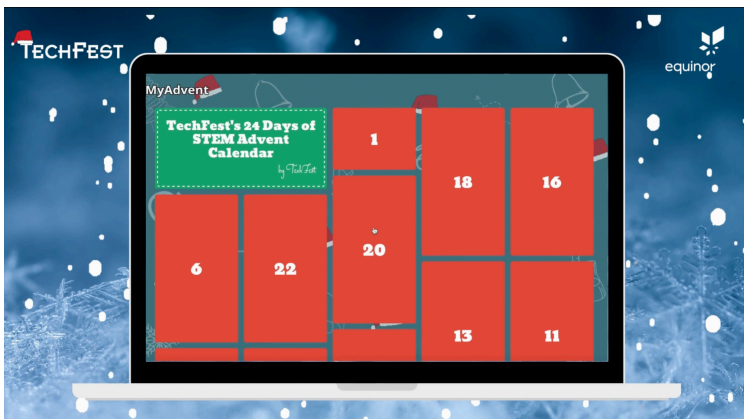 TECHFEST
equinor
MyAdvent
TechFest's 24 Days of
STEM Advent
Calendar
by TechFest
1
18
16
6
22
20
13
11